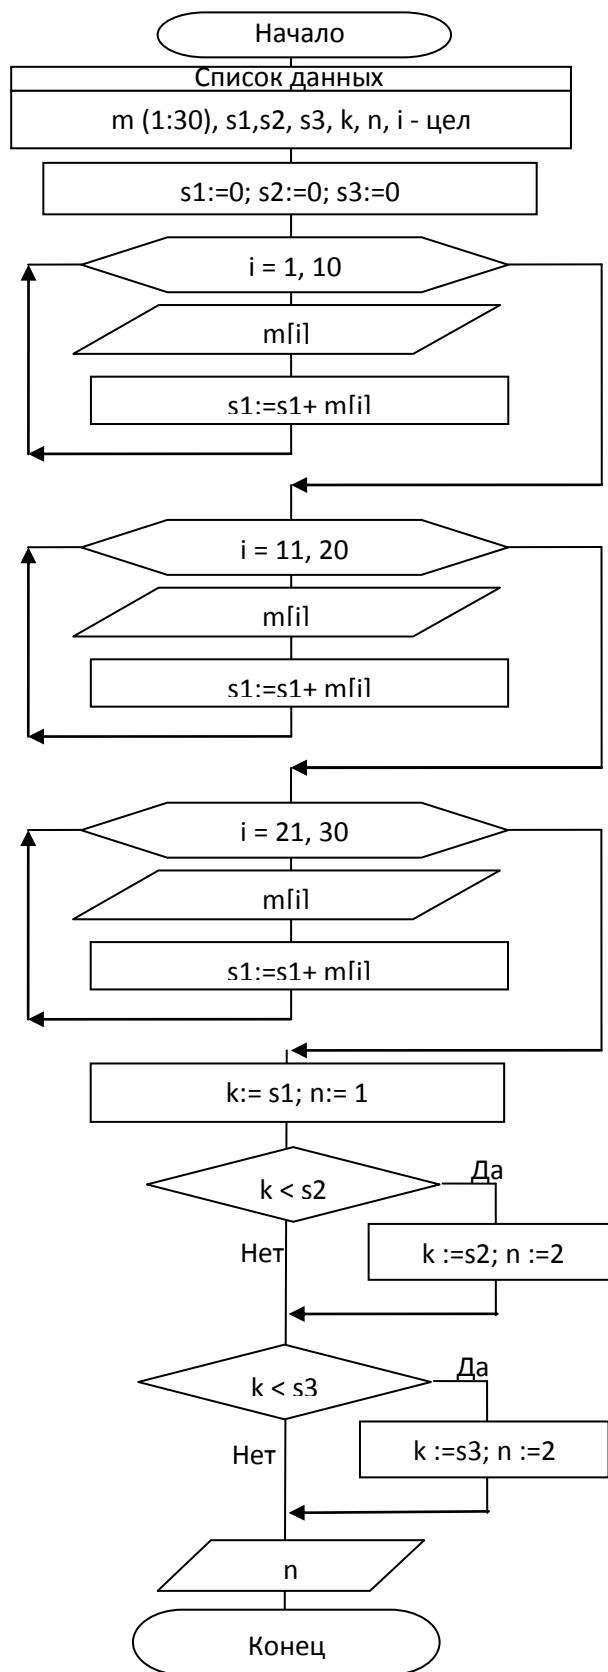 Начало
Список данных
m (1:30), s1,s2, s3, k, n, i - цел
s1:=0; s2:=0; s3:=0
i = 1, 10
m[i]
s1:=s1+ m[i]
i = 11, 20
m[i]
s1:=s1+ m[i]
i = 21, 30
m[i]
s1:=s1+ m[i]
k:= s1; n:= 1
k < s2
Да
Нет
k :=s2; n :=2
k < s3
Да
Нет
k :=s3; n :=2
n
Конец